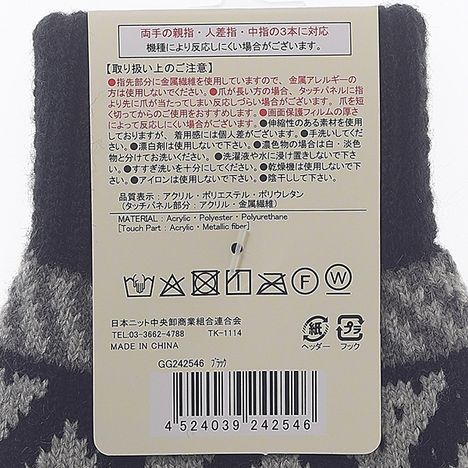 両手の親指・人差指・中指の3本に対応
機種により反応しにくい場合がございます。
【取り扱い上のご注意】
●指先部分に金属繊維を使用していますので、金属アレルギーの
方は使用しないでください。●爪が長い方の場合、タッチパネルに指
より先に爪が当たってしまい反応しづらい場合がございます。爪を短
く切ってからのご使用をおすすめします。●画面保護フィルムの厚さ
によって反応しにくい場合がございます。●伸縮性のある素材を使用
しておりますが、着用感には個人差がございます。●手洗いしてくださ
い。●漂白剤は使用しないで下さい。●濃色物の場合は白・淡色
物と分けてお洗いください。●洗濯液や水に浸け置きしないで下さ
い。●すすぎ洗いを十分にしてください。●乾燥機は使用しないで下
さい。●アイロンは使用しないで下さい。●陰干しして下さい。
品質表示:アクリル・ポリエステル・ポリウレタン
(タッチパネル部分:アクリル・金属繊維)
MATERIAL : Acrylic・Polyester・Polyurethane
[Touch Part : Acrylic・Metallic fiber]
F W
日本ニット中央卸商業組合連合会
TEL:03-3662-4788 TK-1114
MADE IN CHINA
紙 プラ
ヘッダー フック
GG242546 ブラック
4 524039 242546